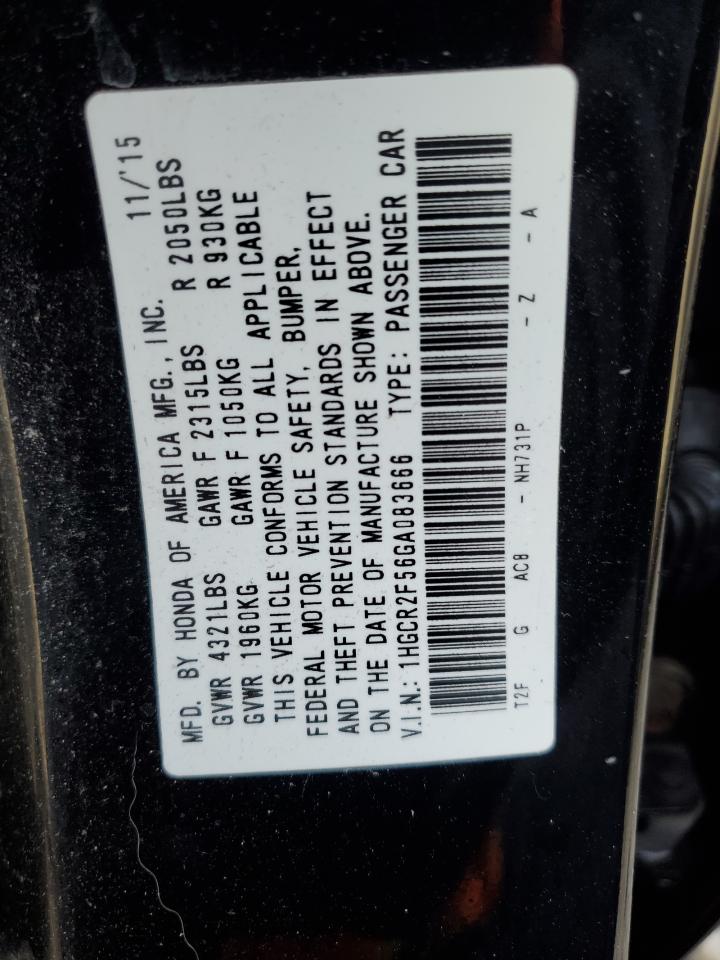 MFD. BY HONDA OF AMERICA MFG., INC. 11/'15
GVWR 4321LBS GAWR F 2315LBS R 2050LBS
GVWR 1960KG GAWR F 1050KG R 930KG
THIS VEHICLE CONFORMS TO ALL APPLICABLE
FEDERAL MOTOR VEHICLE SAFETY, BUMPER,
AND THEFT PREVENTION STANDARDS IN EFFECT
ON THE DATE OF MANUFACTURE SHOWN ABOVE.
V.I.N.: 1HGCR2F56GA083666 TYPE: PASSENGER CAR
T2F G AC8 - NH731P - Z - A